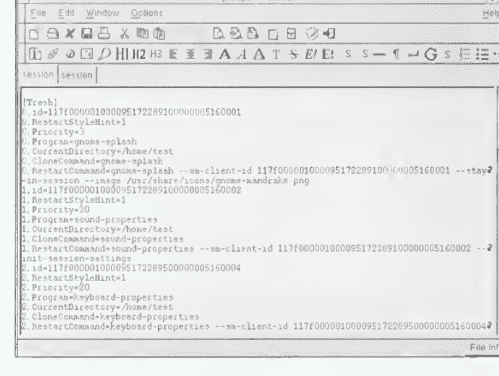 File Edit Window Options Help
H1 H2 H3 E A A A T S E! E! S S ¶ G S
session session
[Trash]
0,id=117f000001000095172289100000005160001
0,RestartStyleHint=1
0,Priority=3
0,Program=gnome-splash
0,CurrentDirectory=/home/test
0,CloneCommand=gnome-splash
0,RestartCommand=gnome-splash --sm-client-id 117f000001000095172289100000005160001 --stay
-in-session --image /usr/share/icons/gnome-mandrake.png
1,id=117f000001000095172289100000005160002
1,RestartStyleHint=1
1,Priority=20
1,Program=sound-properties
1,CurrentDirectory=/home/test
1,CloneCommand=sound-properties
1,RestartCommand=sound-properties --sm-client-id 117f000001000095172289100000005160002 --
init-session-settings
2,id=117f000001000095172289500000005160004
2,RestartStyleHint=1
2,Priority=20
2,Program=keyboard-properties
2,CurrentDirectory=/home/test
2,CloneCommand=keyboard-properties
2,RestartCommand=keyboard-properties --sm-client-id 117f000001000095172289500000005160004
File Inf